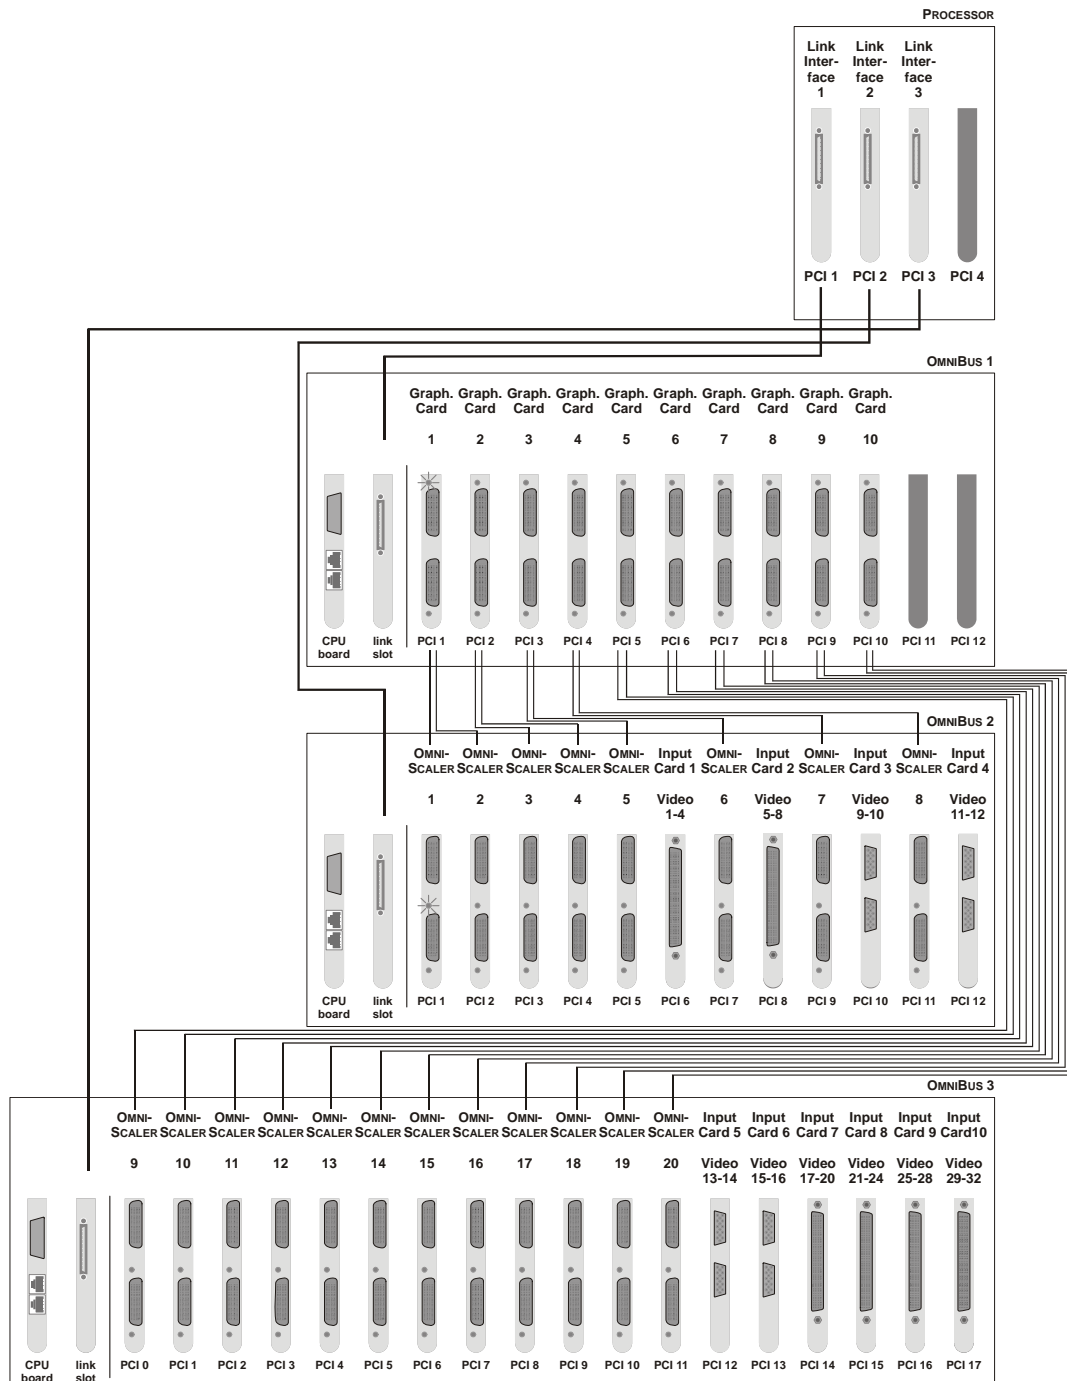 PROCESSOR
Link Link Link
Inter- Inter- Inter-
face face face
1 2 3
PCI 1 PCI 2 PCI 3 PCI 4
OMNIBUS 1
Graph. Graph. Graph. Graph. Graph. Graph. Graph. Graph. Graph. Graph.
Card Card Card Card Card Card Card Card Card Card
1 2 3 4 5 6 7 8 9 10
CPU link PCI 1 PCI 2 PCI 3 PCI 4 PCI 5 PCI 6 PCI 7 PCI 8 PCI 9 PCI 10 PCI 11 PCI 12
board slot
OMNIBUS 2
OMNI- OMNI- OMNI- OMNI- OMNI- Input OMNI- Input OMNI- Input OMNI- Input
SCALER SCALER SCALER SCALER SCALER Card 1 SCALER Card 2 SCALER Card 3 SCALER Card 4
1 2 3 4 5 Video 6 Video 7 Video 8 Video
1-4 5-8 9-10 11-12
CPU link PCI 1 PCI 2 PCI 3 PCI 4 PCI 5 PCI 6 PCI 7 PCI 8 PCI 9 PCI 10 PCI 11 PCI 12
board slot
OMNIBUS 3
OMNI- OMNI- OMNI- OMNI- OMNI- OMNI- OMNI- OMNI- OMNI- OMNI- OMNI- OMNI- Input Input Input Input Input Input
SCALER SCALER SCALER SCALER SCALER SCALER SCALER SCALER SCALER SCALER SCALER SCALER Card 5 Card 6 Card 7 Card 8 Card 9 Card10
9 10 11 12 13 14 15 16 17 18 19 20 Video Video Video Video Video Video
13-14 15-16 17-20 21-24 25-28 29-32
CPU link PCI 0 PCI 1 PCI 2 PCI 3 PCI 4 PCI 5 PCI 6 PCI 7 PCI 8 PCI 9 PCI 10 PCI 11 PCI 12 PCI 13 PCI 14 PCI 15 PCI 16 PCI 17
board slot